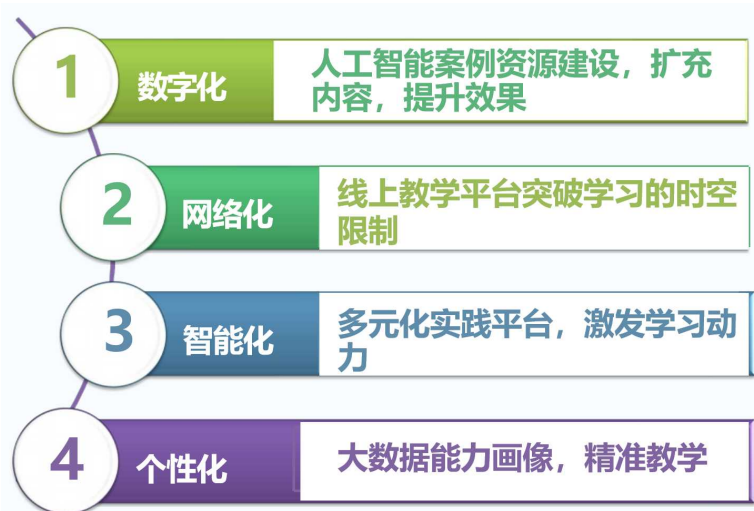 1
数字化
人工智能案例资源建设，扩充
内容，提升效果
2
网络化
线上教学平台突破学习的时空
限制
3
智能化
多元化实践平台，激发学习动
力
4
个性化
大数据能力画像，精准教学